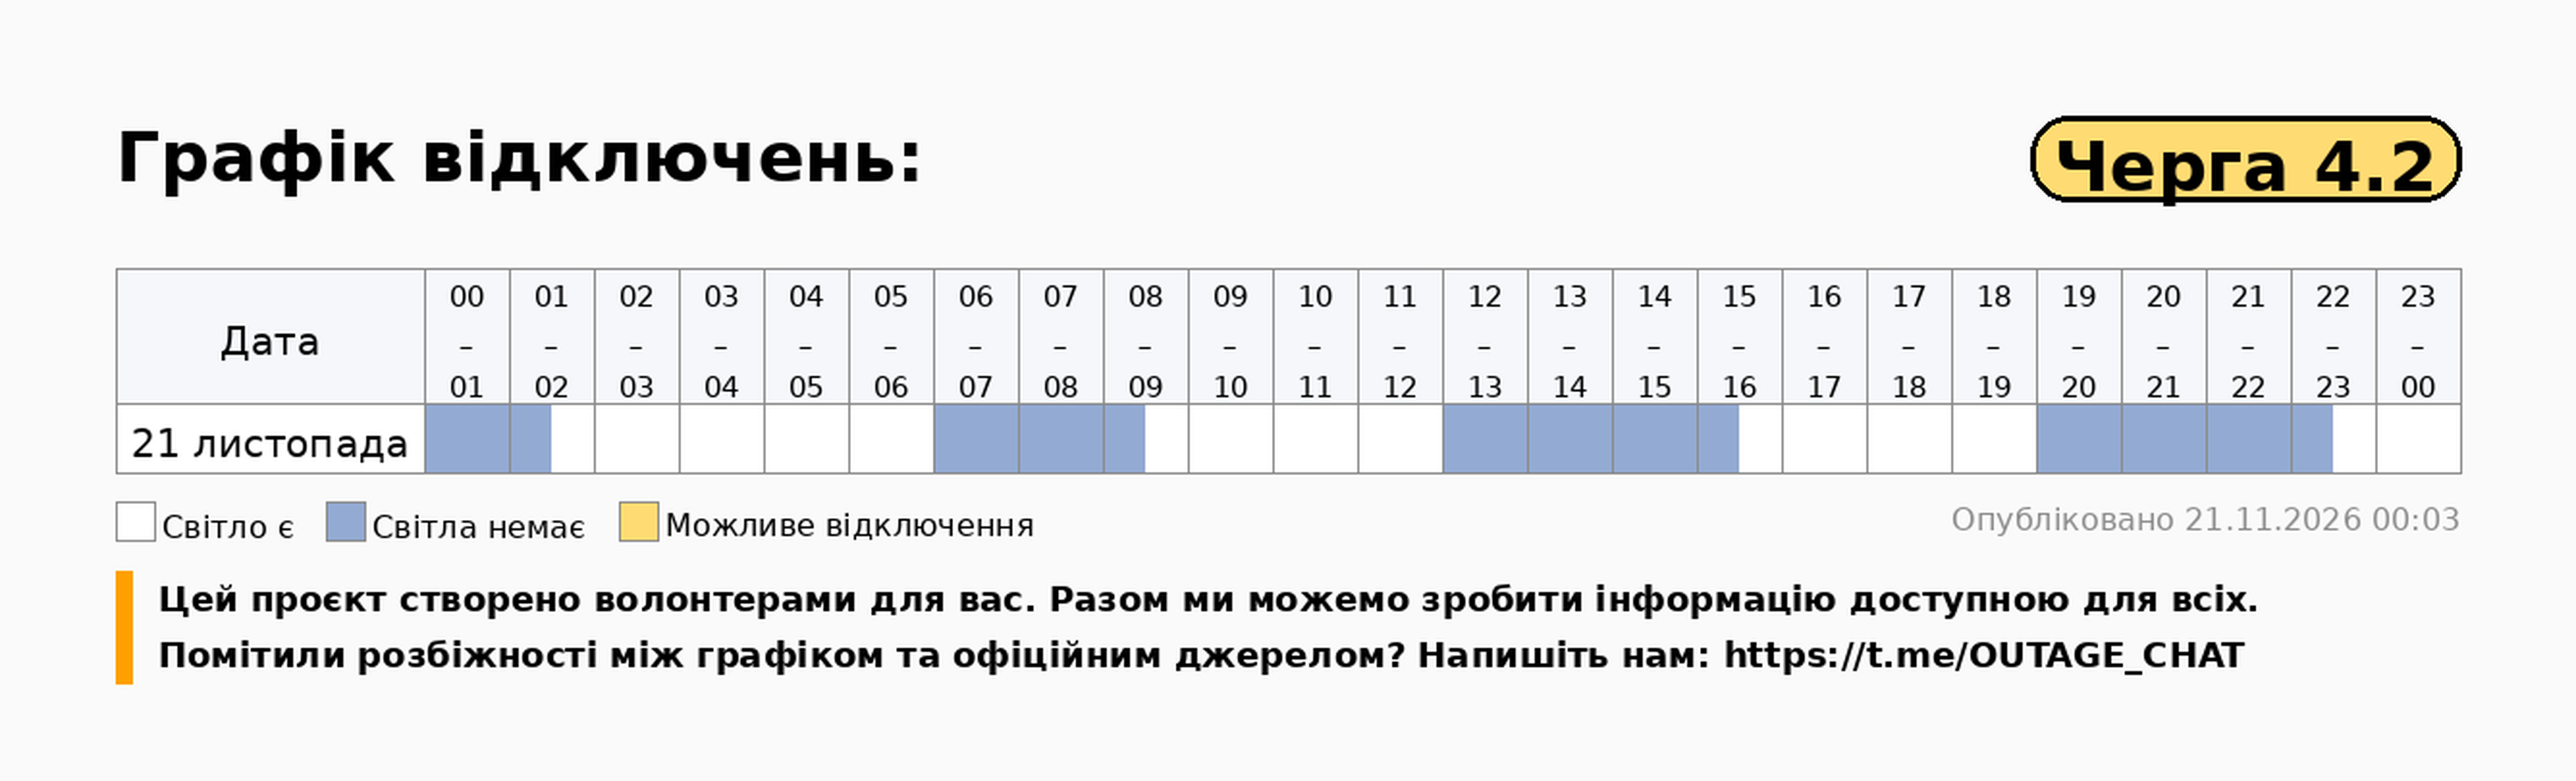 Графік відключень:
Черга 4.2
Дата
00 – 01
01 – 02
02 – 03
03 – 04
04 – 05
05 – 06
06 – 07
07 – 08
08 – 09
09 – 10
10 – 11
11 – 12
12 – 13
13 – 14
14 – 15
15 – 16
16 – 17
17 – 18
18 – 19
19 – 20
20 – 21
21 – 22
22 – 23
23 – 00
21 листопада
Світло є
Світла немає
Можливе відключення
Опубліковано 21.11.2026 00:03
Цей проєкт створено волонтерами для вас. Разом ми можемо зробити інформацію доступною для всіх.
Помітили розбіжності між графіком та офіційним джерелом? Напишіть нам: https://t.me/OUTAGE_CHAT